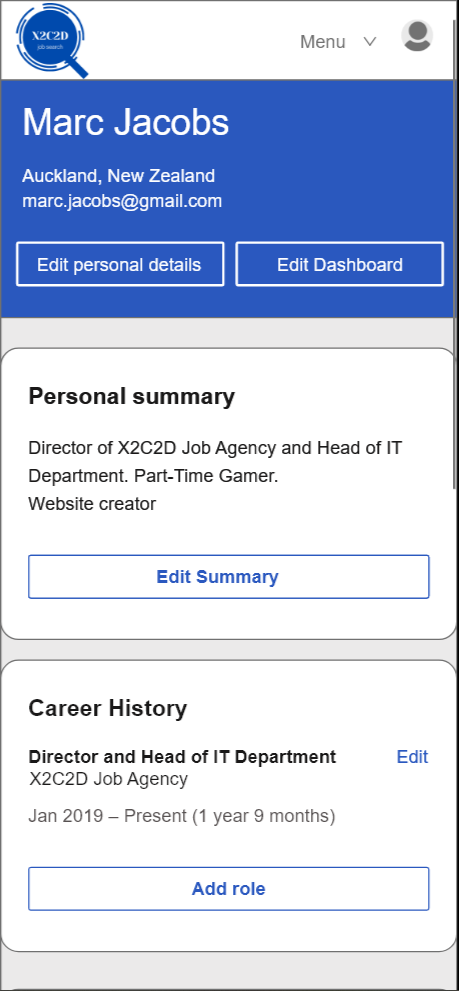 X2C2D
job search
Menu
Marc Jacobs
Auckland, New Zealand
marc.jacobs@gmail.com
Edit personal details
Edit Dashboard
Personal summary
Director of X2C2D Job Agency and Head of IT
Department. Part-Time Gamer.
Website creator
Edit Summary
Career History
Director and Head of IT Department
Edit
X2C2D Job Agency
Jan 2019 – Present (1 year 9 months)
Add role